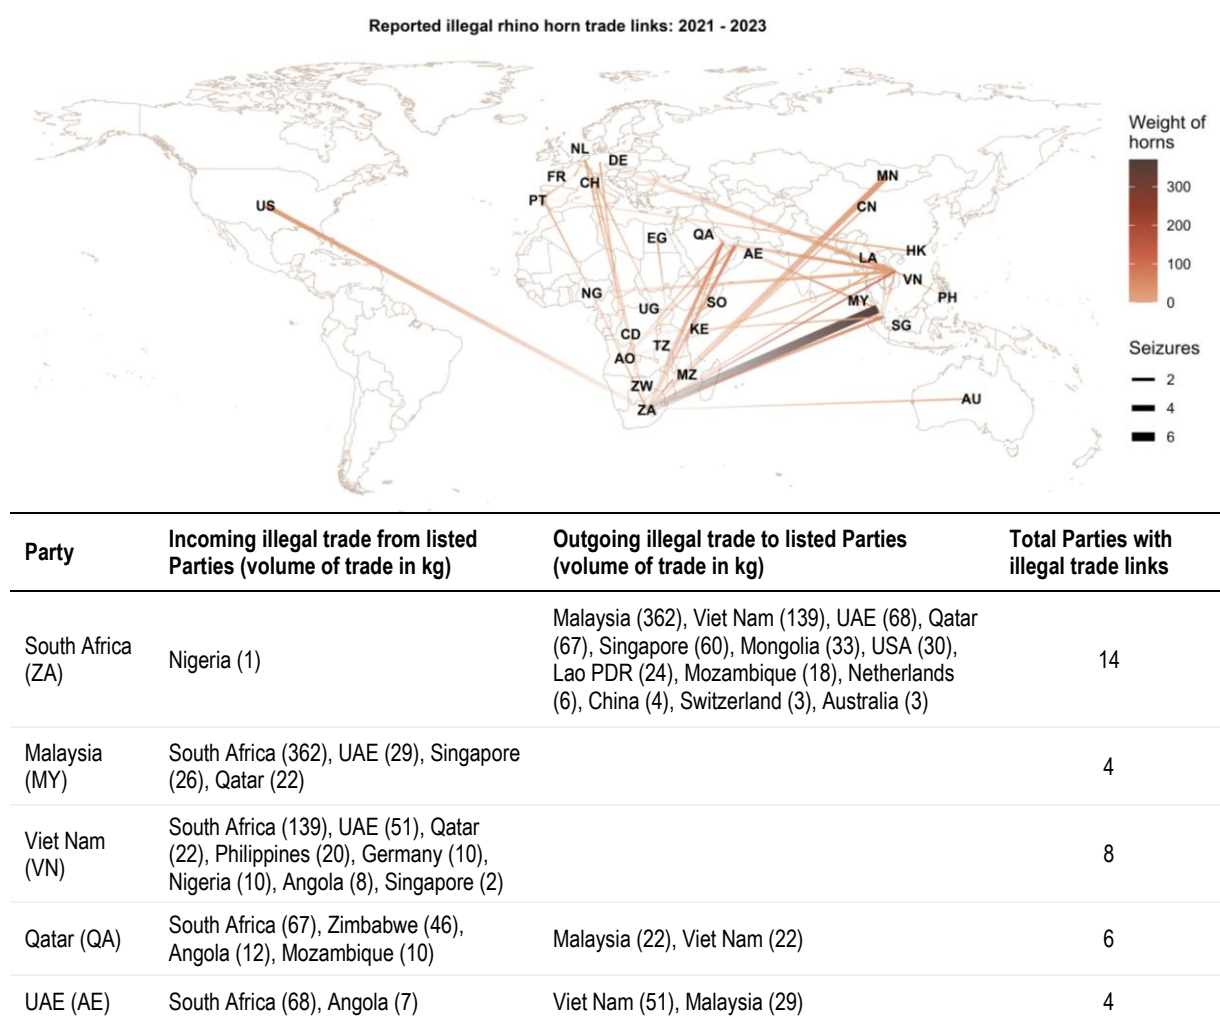 Reported illegal rhino horn trade links: 2021 - 2023
Weight of
horns
300
200
100
0
Seizures
2
4
6
NL
DE
FR
CH
PT
US
MN
CN
EG
QA
AE
HK
LA
VN
NG
UG
SO
MY
PH
CD
KE
SG
TZ
AO
MZ
ZW
ZA
AU
Party
Incoming illegal trade from listed
Parties (volume of trade in kg)
Outgoing illegal trade to listed Parties
(volume of trade in kg)
Total Parties with
illegal trade links
South Africa
(ZA)
Nigeria (1)
Malaysia (362), Viet Nam (139), UAE (68), Qatar
(67), Singapore (60), Mongolia (33), USA (30),
Lao PDR (24), Mozambique (18), Netherlands
(6), China (4), Switzerland (3), Australia (3)
14
Malaysia
(MY)
South Africa (362), UAE (29), Singapore
(26), Qatar (22)
4
Viet Nam
(VN)
South Africa (139), UAE (51), Qatar
(22), Philippines (20), Germany (10),
Nigeria (10), Angola (8), Singapore (2)
8
Qatar (QA)
South Africa (67), Zimbabwe (46),
Angola (12), Mozambique (10)
Malaysia (22), Viet Nam (22)
6
UAE (AE)
South Africa (68), Angola (7)
Viet Nam (51), Malaysia (29)
4